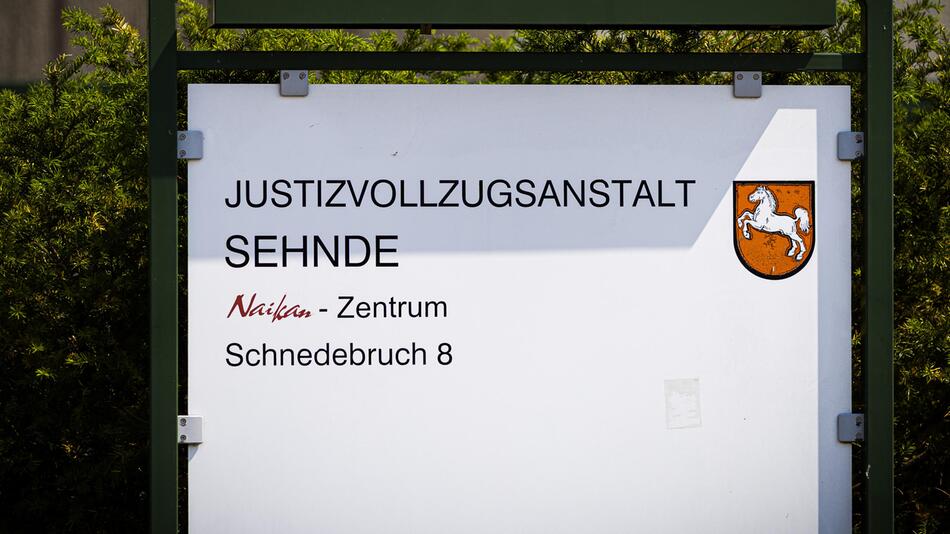 JUSTIZVOLLZUGSANSTALT
SEHNDE
Naikan - Zentrum
Schnedebruch 8